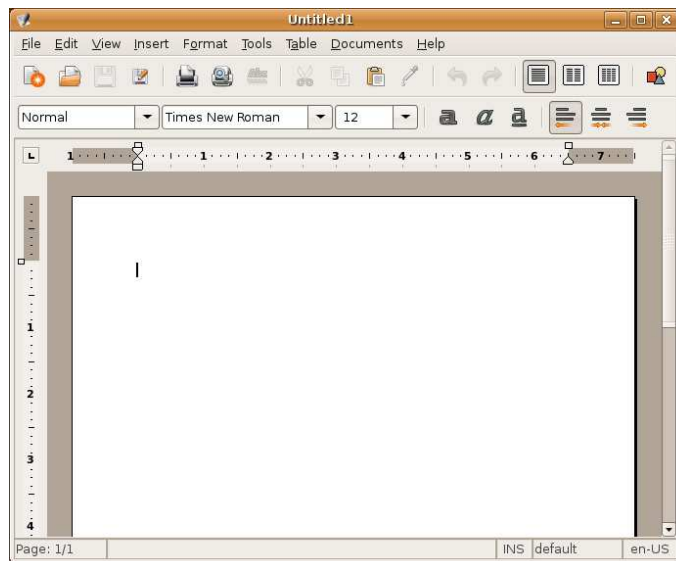 Untitled1
File Edit View Insert Format Tools Table Documents Help
Normal Times New Roman 12 a a a
L 1 1 2 3 4 5 6 7
1
2
3
4
Page: 1/1 INS default en-US